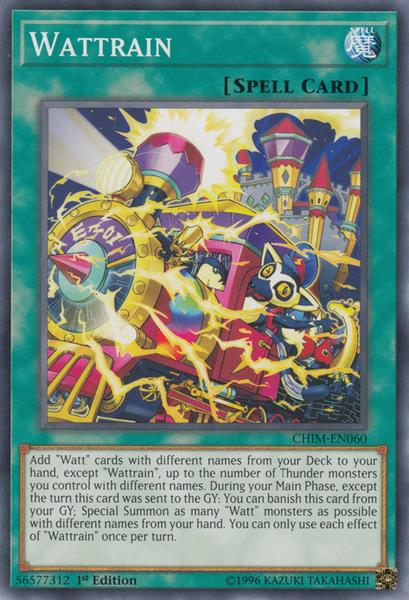 WATTRAIN
SPELL
魔
[SPELL CARD]
CHIM-EN060
Add "Watt" cards with different names from your Deck to your
hand, except "Wattrain", up to the number of Thunder monsters
you control with different names. During your Main Phase, except
the turn this card was sent to the GY: You can banish this card from
your GY; Special Summon as many "Watt" monsters as possible
with different names from your hand. You can only use each effect
of "Wattrain" once per turn.
56577312 1st Edition ©1996 KAZUKI TAKAHASHI